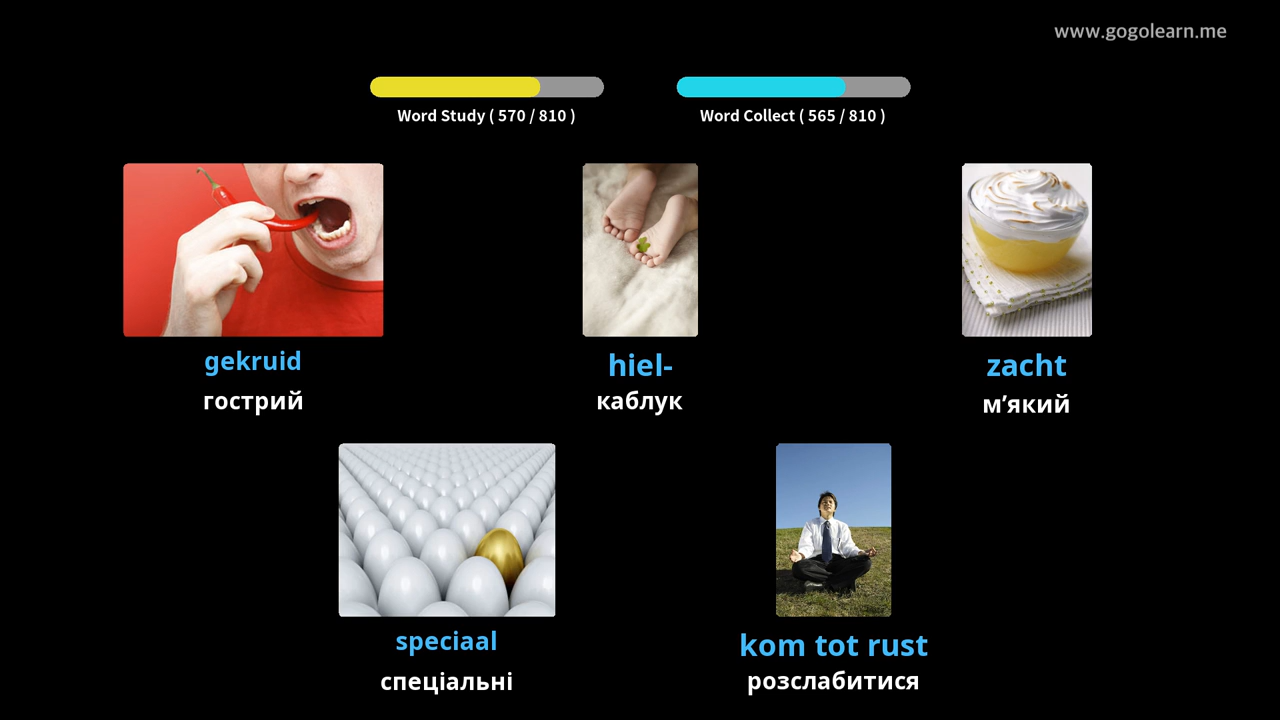 www.gogolearn.me
Word Study ( 570 / 810 )
Word Collect ( 565 / 810 )
gekruid
гострий
hiel-
каблук
zacht
м’який
speciaal
спеціальні
kom tot rust
розслабитися